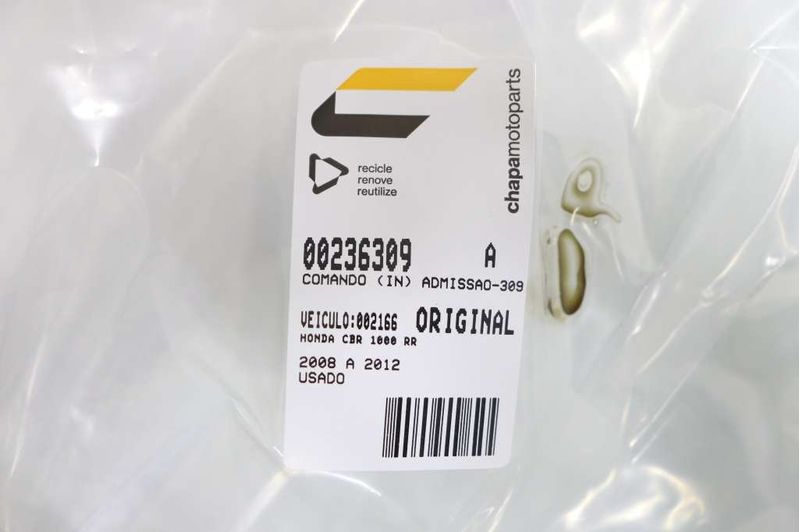 chapamotoparts
recicle
renove
reutilize
00236309 A
COMANDO (IN) ADMISSAO-309
VEICULO:002166 ORIGINAL
HONDA CBR 1000 RR
2008 A 2012
USADO